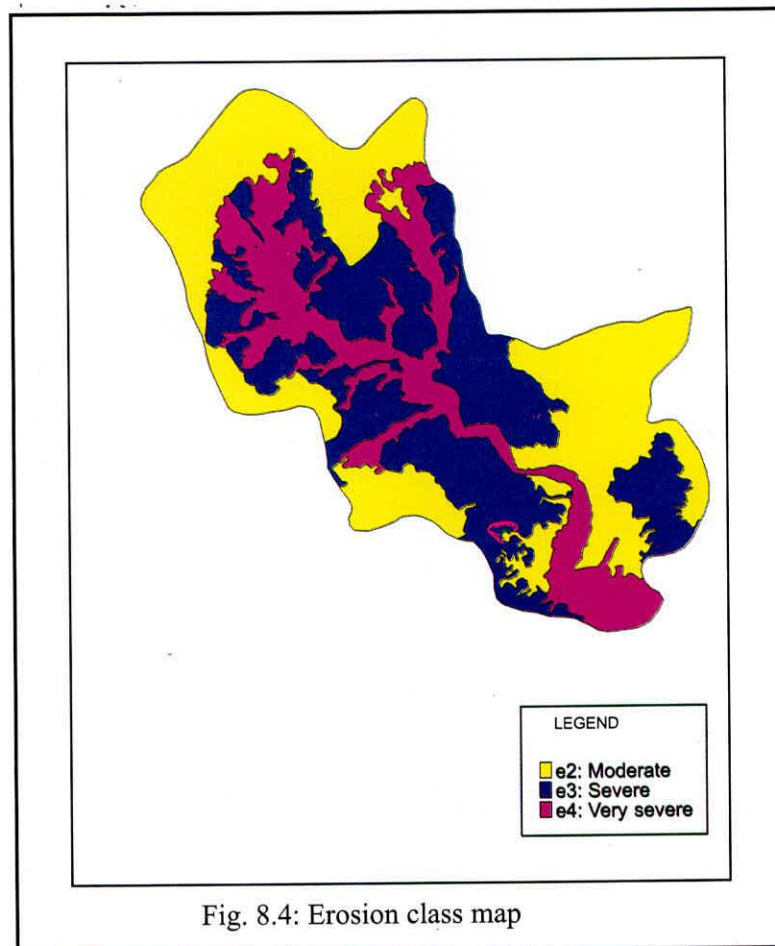 LEGEND
e2: Moderate
e3: Severe
e4: Very severe
Fig. 8.4: Erosion class map